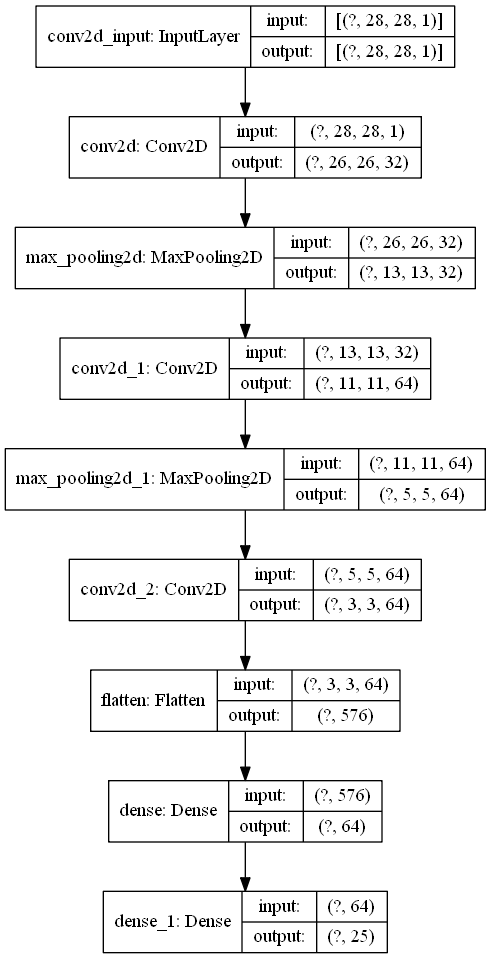 conv2d_input: InputLayer
input: [(?, 28, 28, 1)]
output: [(?, 28, 28, 1)]
conv2d: Conv2D
input: (?, 28, 28, 1)
output: (?, 26, 26, 32)
max_pooling2d: MaxPooling2D
input: (?, 26, 26, 32)
output: (?, 13, 13, 32)
conv2d_1: Conv2D
input: (?, 13, 13, 32)
output: (?, 11, 11, 64)
max_pooling2d_1: MaxPooling2D
input: (?, 11, 11, 64)
output: (?, 5, 5, 64)
conv2d_2: Conv2D
input: (?, 5, 5, 64)
output: (?, 3, 3, 64)
flatten: Flatten
input: (?, 3, 3, 64)
output: (?, 576)
dense: Dense
input: (?, 576)
output: (?, 64)
dense_1: Dense
input: (?, 64)
output: (?, 25)